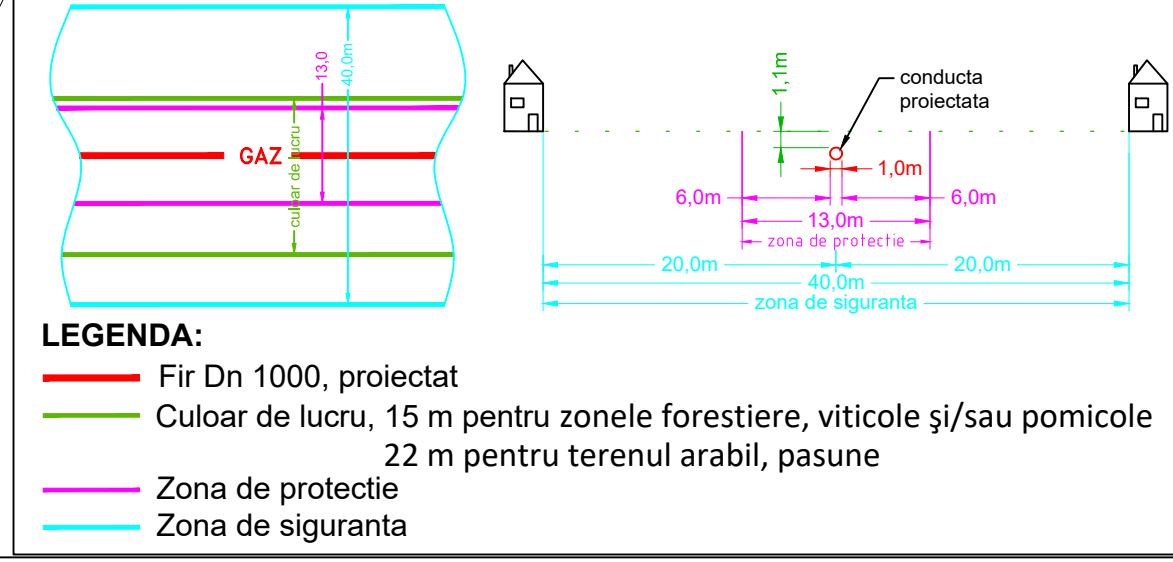 13,0
40,0m
GAZ
culoar de lucru
1,1m
conducta
proiectata
1,0m
6,0m
6,0m
13,0m
zona de protectie
20,0m
20,0m
40,0m
zona de siguranta
LEGENDA:
Fir Dn 1000, proiectat
Culoar de lucru, 15 m pentru zonele forestiere, viticole şi/sau pomicole
22 m pentru terenul arabil, pasune
Zona de protectie
Zona de siguranta